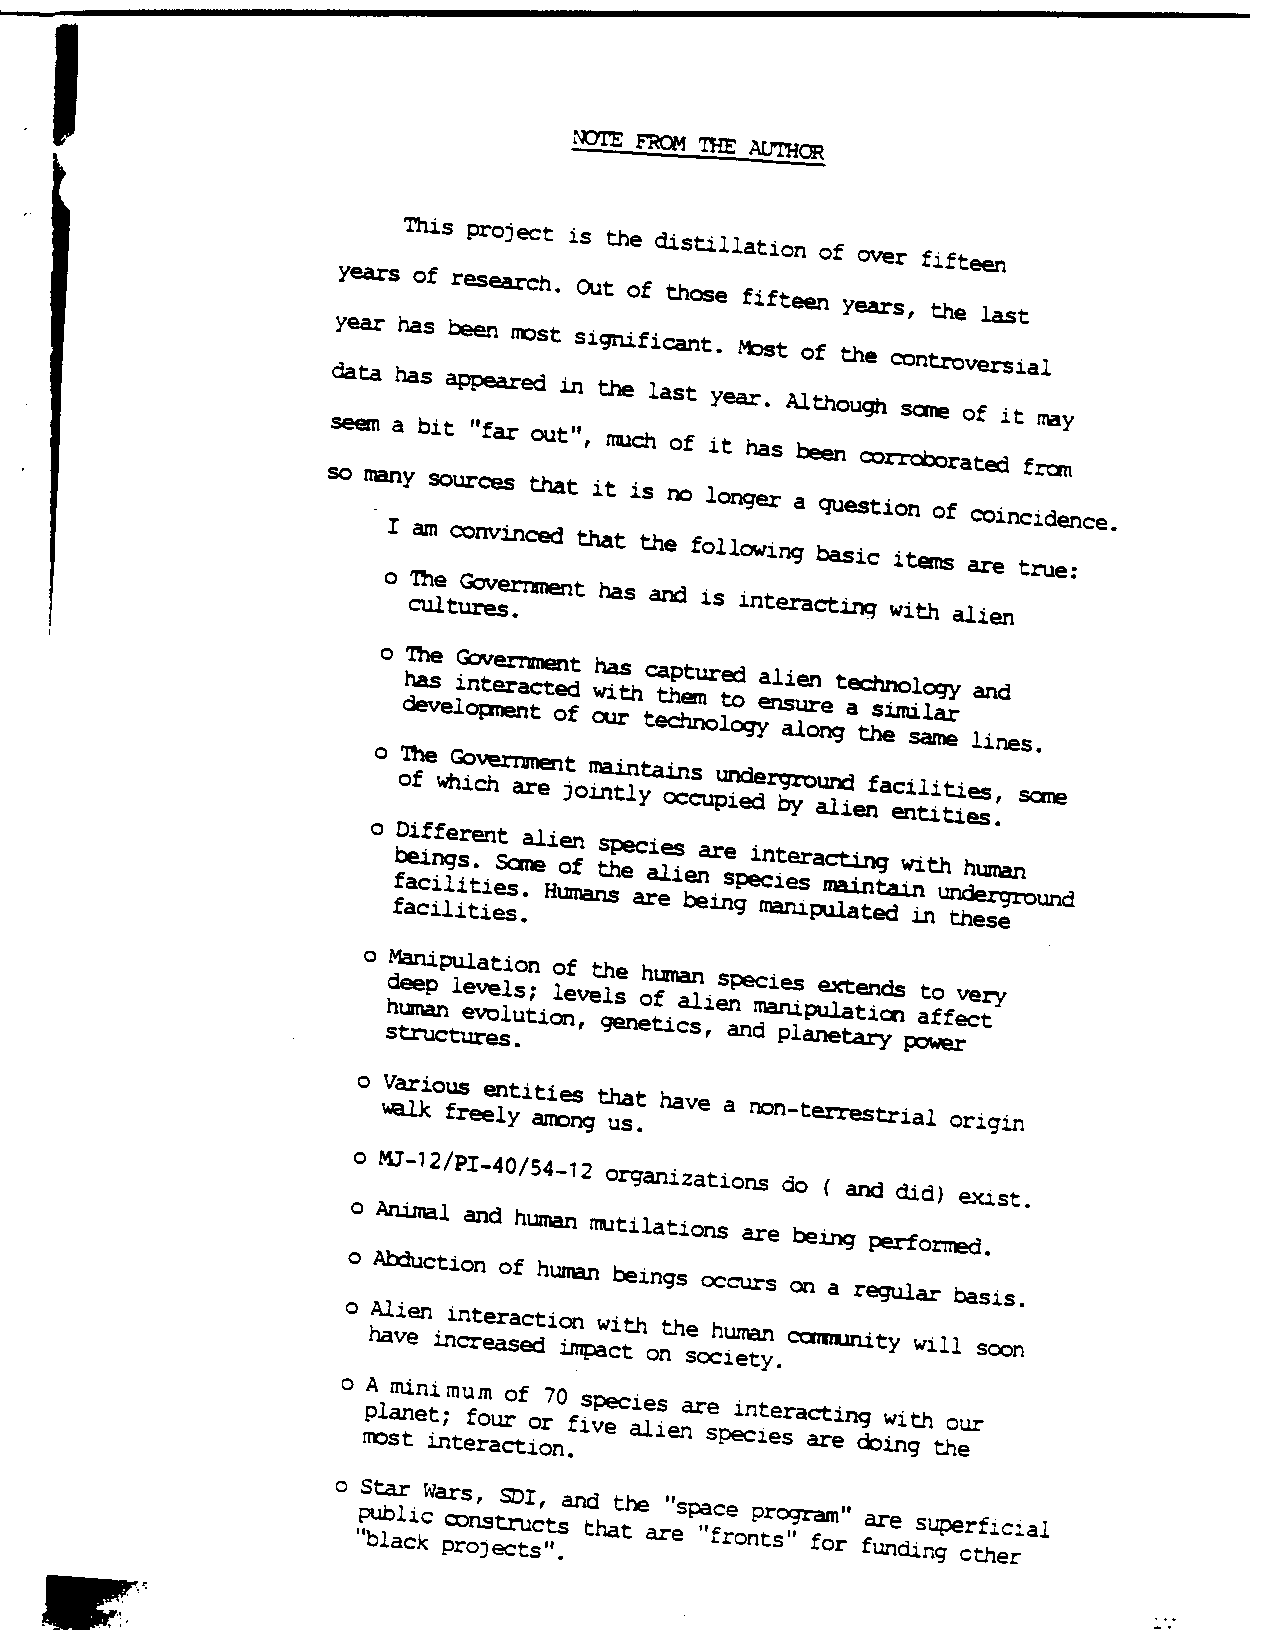 NOTE FROM THE AUTHOR
This project is the distillation of over fifteen
years of research. Out of those fifteen years, the last
year has been most significant. Most of the controversial
data has appeared in the last year. Although some of it may
seem a bit "far out", much of it has been corroborated from
so many sources that it is no longer a question of coincidence.
I am convinced that the following basic items are true:
o The Government has and is interacting with alien
cultures.
o The Government has captured alien technology and
has interacted with them to ensure a similar
development of our technology along the same lines.
o The Government maintains underground facilities, some
of which are jointly occupied by alien entities.
o Different alien species are interacting with human
beings. Some of the alien species maintain underground
facilities. Humans are being manipulated in these
facilities.
o Manipulation of the human species extends to very
deep levels; levels of alien manipulation affect
human evolution, genetics, and planetary power
structures.
o Various entities that have a non-terrestrial origin
walk freely among us.
o MJ-12/PI-40/54-12 organizations do ( and did) exist.
o Animal and human mutilations are being performed.
o Abduction of human beings occurs on a regular basis.
o Alien interaction with the human community will soon
have increased impact on society.
o A minimum of 70 species are interacting with our
planet; four or five alien species are doing the
most interaction.
o Star Wars, SDI, and the "space program" are superficial
public constructs that are "fronts" for funding other
"black projects".